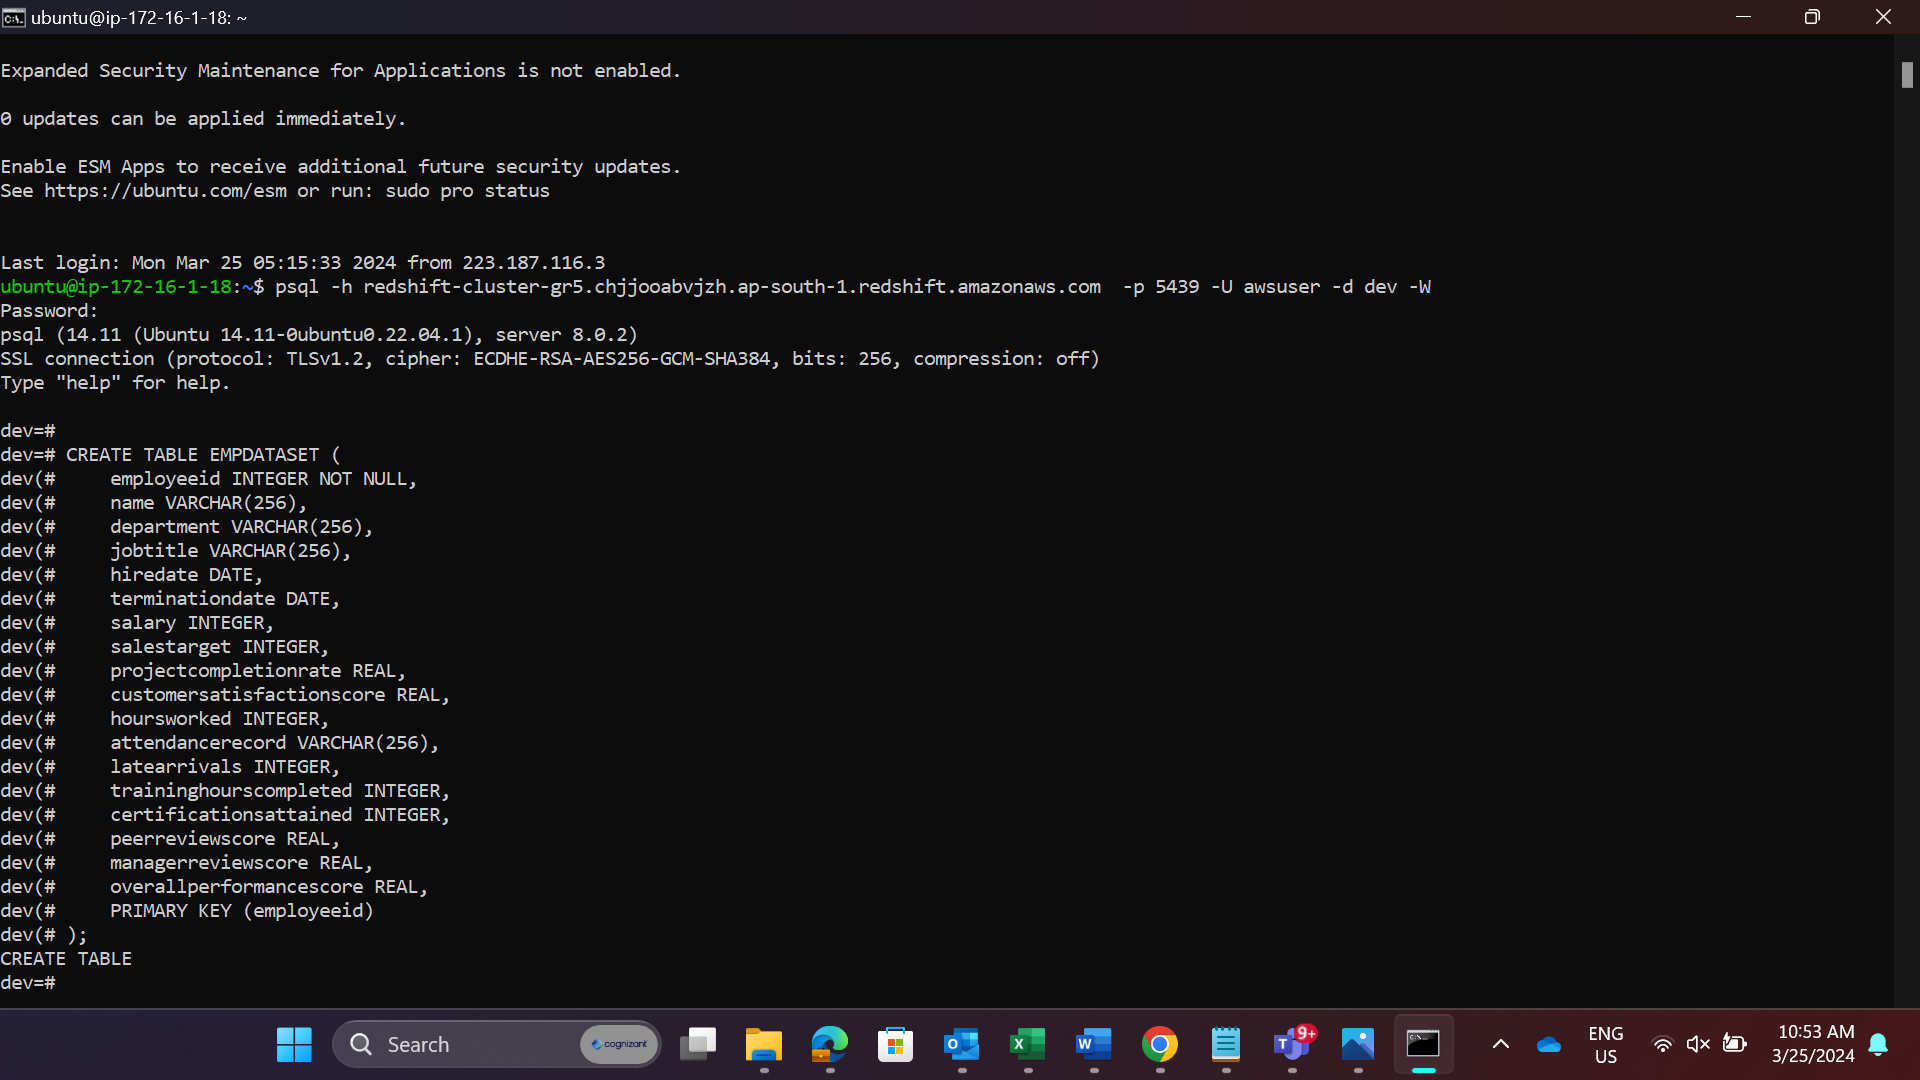 ubuntu@ip-172-16-1-18: ~
Expanded Security Maintenance for Applications is not enabled.
0 updates can be applied immediately.
Enable ESM Apps to receive additional future security updates.
See https://ubuntu.com/esm or run: sudo pro status
Last login: Mon Mar 25 05:15:33 2024 from 223.187.116.3
ubuntu@ip-172-16-1-18:~$ psql -h redshift-cluster-gr5.chjjooabvjzh.ap-south-1.redshift.amazonaws.com  -p 5439 -U awsuser -d dev -W
Password:
psql (14.11 (Ubuntu 14.11-0ubuntu0.22.04.1), server 8.0.2)
SSL connection (protocol: TLSv1.2, cipher: ECDHE-RSA-AES256-GCM-SHA384, bits: 256, compression: off)
Type "help" for help.
dev=#
dev=# CREATE TABLE EMPDATASET (
dev(#     employeeid INTEGER NOT NULL,
dev(#     name VARCHAR(256),
dev(#     department VARCHAR(256),
dev(#     jobtitle VARCHAR(256),
dev(#     hiredate DATE,
dev(#     terminationdate DATE,
dev(#     salary INTEGER,
dev(#     salestarget INTEGER,
dev(#     projectcompletionrate REAL,
dev(#     customersatisfactionscore REAL,
dev(#     hoursworked INTEGER,
dev(#     attendancerecord VARCHAR(256),
dev(#     latearrivals INTEGER,
dev(#     traininghourscompleted INTEGER,
dev(#     certificationsattained INTEGER,
dev(#     peerreviewscore REAL,
dev(#     managerreviewscore REAL,
dev(#     overallperformancescore REAL,
dev(#     PRIMARY KEY (employeeid)
dev(# );
CREATE TABLE
dev=#
Search
cognizant
9+
ENG
US
10:53 AM
3/25/2024